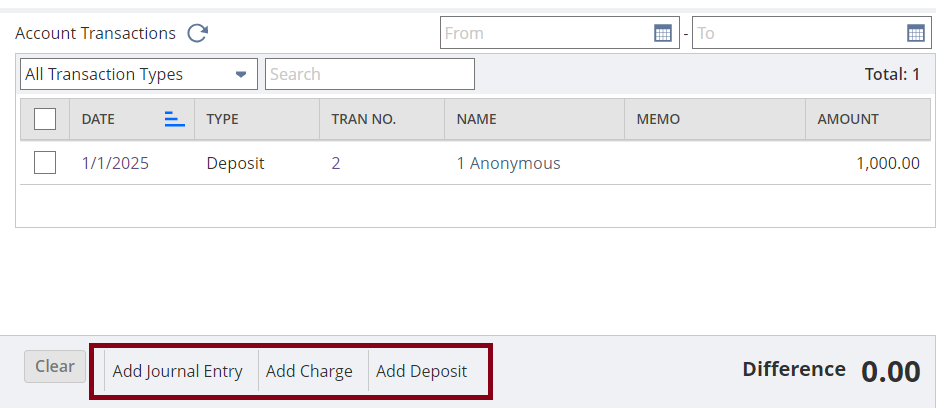 Account Transactions From - To
All Transaction Types Search Total: 1
DATE TYPE TRAN NO. NAME MEMO AMOUNT
1/1/2025 Deposit 2 1 Anonymous 1,000.00
Clear Add Journal Entry Add Charge Add Deposit Difference 0.00